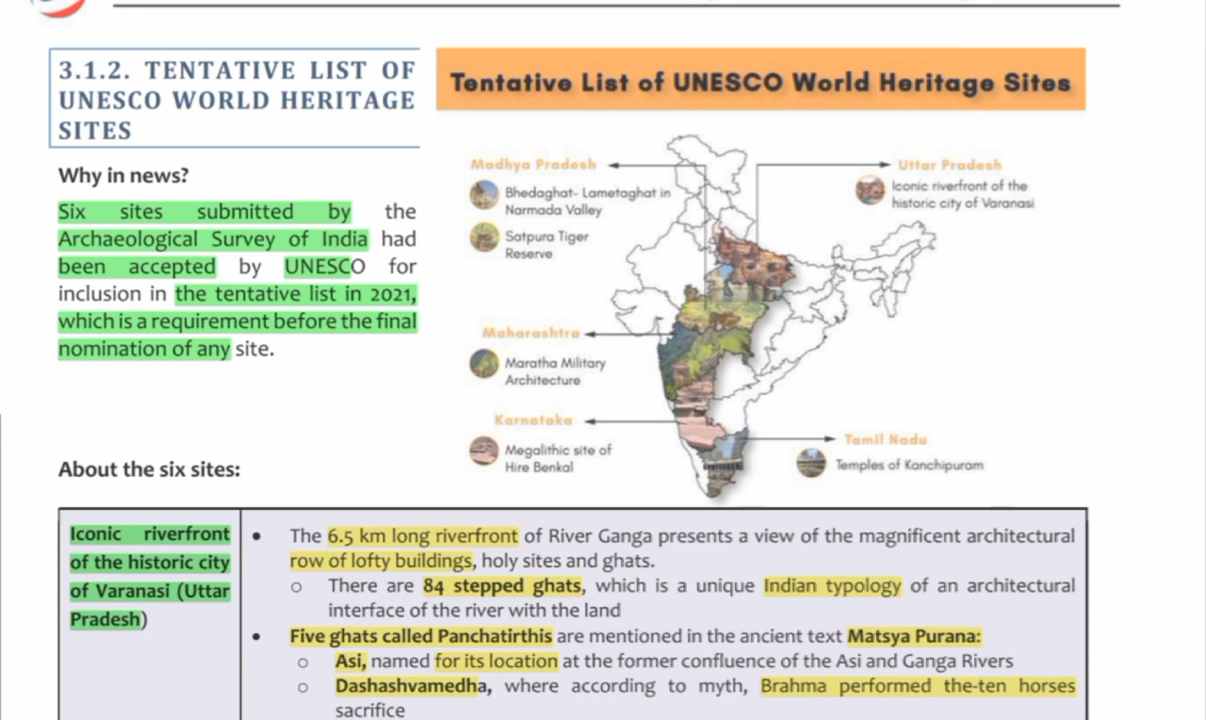 3.1.2. TENTATIVE LIST OF
UNESCO WORLD HERITAGE
SITES
Why in news?
Six sites submitted by the
Archaeological Survey of India had
been accepted by UNESCO for
inclusion in the tentative list in 2021,
which is a requirement before the final
nomination of any site.
Tentative List of UNESCO World Heritage Sites
Madhya Pradesh
Bhedaghat- Lametaghat in
Narmada Valley
Satpura Tiger
Reserve
Uttar Pradesh
Iconic riverfront of the
historic city of Varanasi
Maharashtra
Maratha Military
Architecture
Karnataka
Megalithic site of
Hire Benkal
Tamil Nadu
Temples of Kanchipuram
About the six sites:
Iconic riverfront
of the historic city
of Varanasi (Uttar
Pradesh)
• The 6.5 km long riverfront of River Ganga presents a view of the magnificent architectural
row of lofty buildings, holy sites and ghats.
o There are 84 stepped ghats, which is a unique Indian typology of an architectural
interface of the river with the land
• Five ghats called Panchatirthis are mentioned in the ancient text Matsya Purana:
o Asi, named for its location at the former confluence of the Asi and Ganga Rivers
o Dashashvamedha, where according to myth, Brahma performed the-ten horses
sacrifice